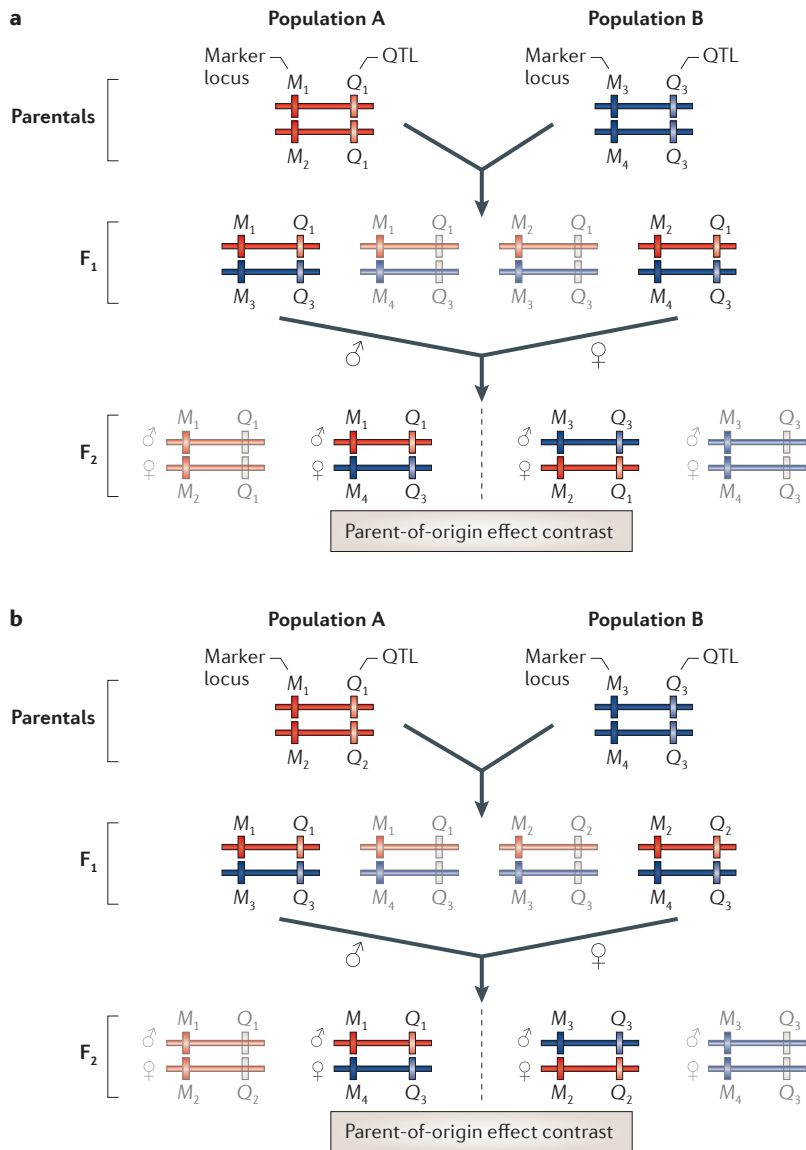 a
Population A Population B
Marker locus M1 Q1 QTL Marker locus M3 Q3 QTL
Parentals
M2 Q1 M4 Q3
M1 Q1 M1 Q1 M2 Q1 M2 Q1
F1
M3 Q3 M4 Q3 M3 Q3 M4 Q3
♂ ♀
M1 Q1 M1 Q1 M3 Q3 M3 Q3
♂ ♂ ♂ ♂
F2
♀ ♀ ♀ ♀
M2 Q1 M4 Q3 M2 Q1 M4 Q3
Parent-of-origin effect contrast
b
Population A Population B
Marker locus M1 Q1 QTL Marker locus M3 Q3 QTL
Parentals
M2 Q2 M4 Q3
M1 Q1 M1 Q1 M2 Q2 M2 Q2
F1
M3 Q3 M4 Q3 M3 Q3 M4 Q3
♂ ♀
M1 Q1 M1 Q1 M3 Q3 M3 Q3
♂ ♂ ♂ ♂
F2
♀ ♀ ♀ ♀
M2 Q2 M4 Q3 M2 Q2 M4 Q3
Parent-of-origin effect contrast